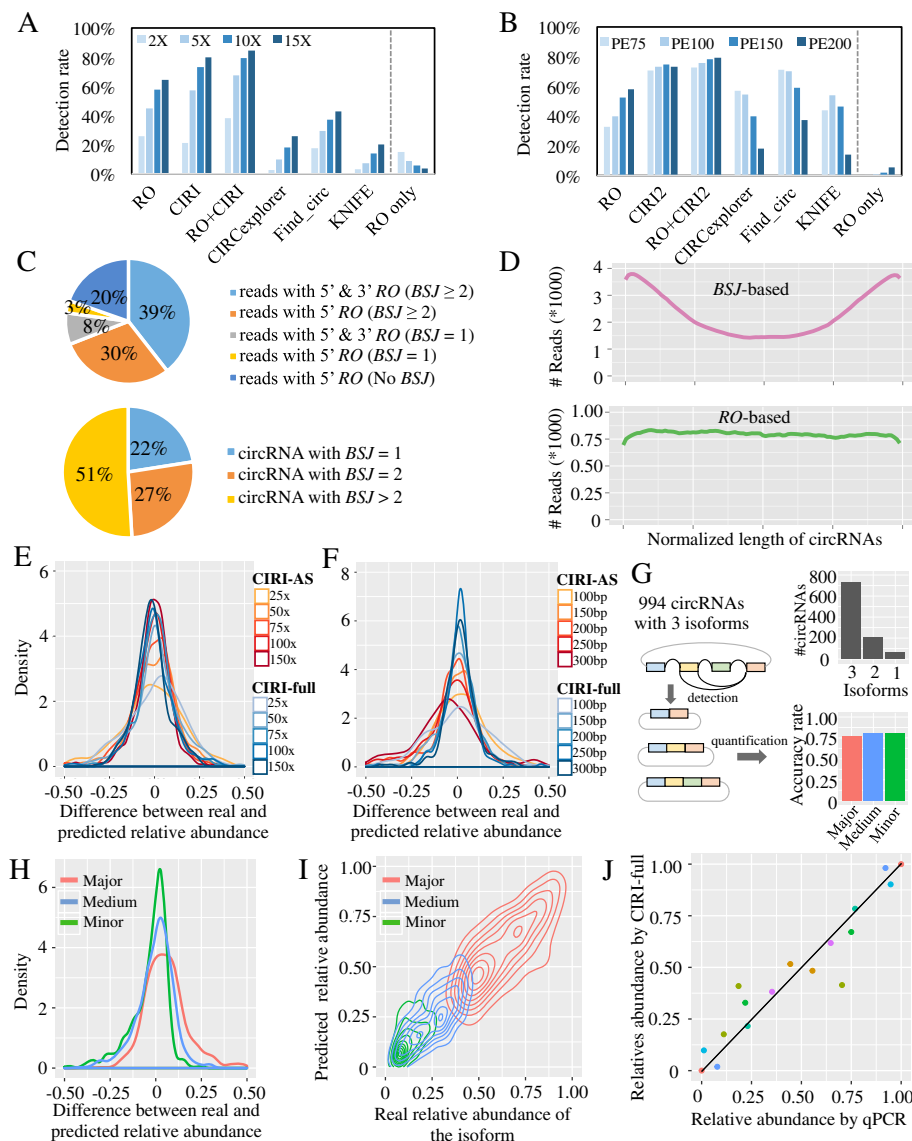 A
100%
80%
60%
40%
20%
0%
Detection rate
2X 5X 10X 15X
RO
CIRI
RO+CIRI
CIRCexplorer
Find_circ
KNIFE
RO only
B
100%
80%
60%
40%
20%
0%
Detection rate
PE75 PE100 PE150 PE200
RO
CIRI2
RO+CIRI2
CIRCexplorer
Find_circ
KNIFE
RO only
C
20%
39%
3%
8%
30%
reads with 5' & 3' RO (BSJ ≥ 2)
reads with 5' RO (BSJ ≥ 2)
reads with 5' & 3' RO (BSJ = 1)
reads with 5' RO (BSJ = 1)
reads with 5' RO (No BSJ)
22%
51%
27%
circRNA with BSJ = 1
circRNA with BSJ = 2
circRNA with BSJ > 2
D
4
3
2
1
0
# Reads (*1000)
BSJ-based
1.00
0.75
0.50
0.25
0
# Reads (*1000)
RO-based
Normalized length of circRNAs
E
6
4
2
0
Density
-0.50 -0.25 0 0.25 0.50
Difference between real and
predicted relative abundance
CIRI-AS
25x
50x
75x
100x
150x
CIRI-full
25x
50x
75x
100x
150x
F
8
6
4
2
0
-0.50 -0.25 0 0.25 0.50
Difference between real and
predicted relative abundance
CIRI-AS
100bp
150bp
200bp
250bp
300bp
CIRI-full
100bp
150bp
200bp
250bp
300bp
G
994 circRNAs
with 3 isoforms
detection
quantification
800
600
400
200
0
#circRNAs
3 2 1
Isoforms
1.00
0.75
0.50
0.25
0
Accuracy rate
Major
Medium
Minor
H
6
4
2
0
Density
Major
Medium
Minor
-0.50 -0.25 0 0.25 0.50
Difference between real and
predicted relative abundance
I
1.00
0.75
0.50
0.25
0
Predicted relative abundance
Major
Medium
Minor
0 0.25 0.50 0.75 1.00
Real relative abundance of
the isoform
J
1.00
0.75
0.50
0.25
0
Relatives abundance by CIRI-full
0 0.25 0.50 0.75 1.00
Relative abundance by qPCR